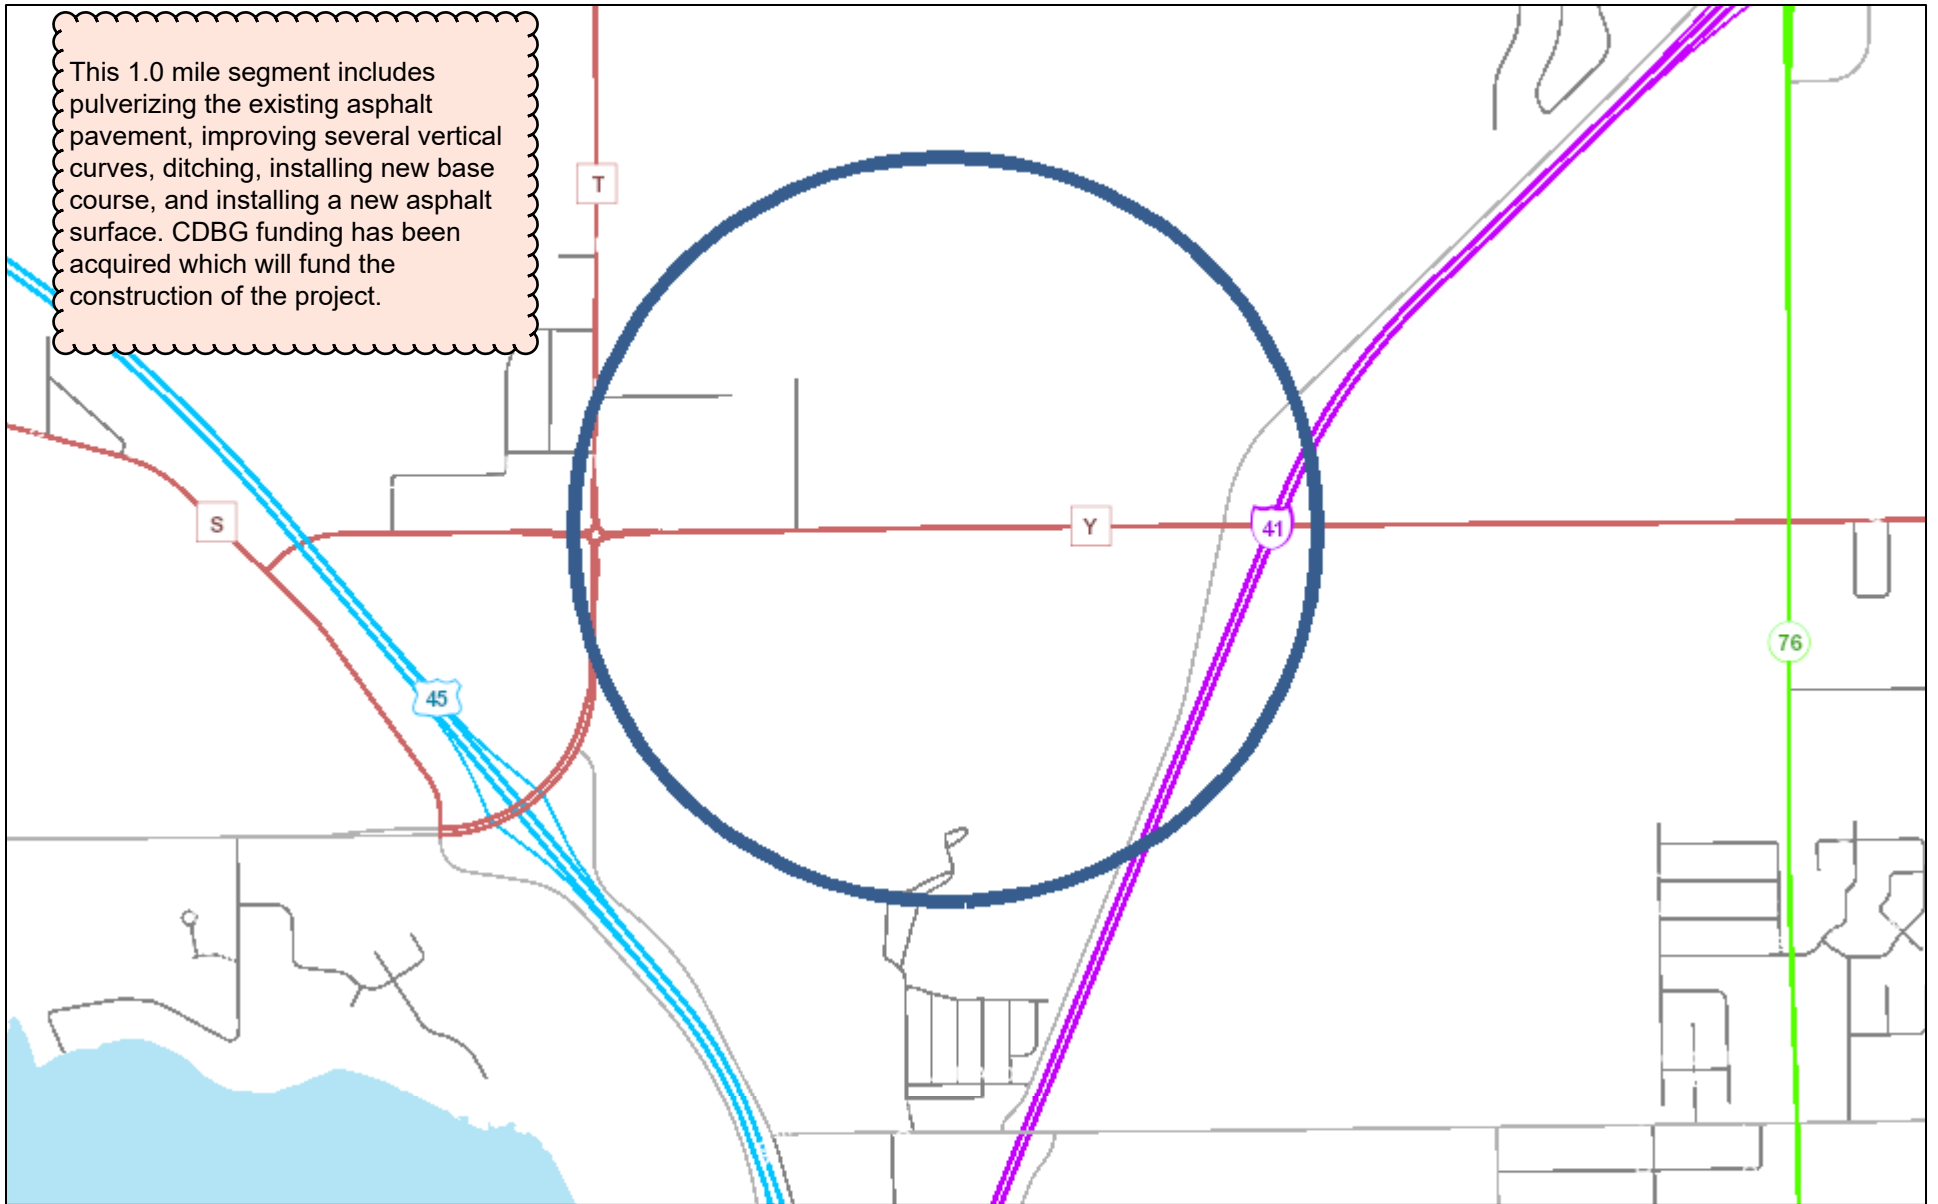 This 1.0 mile segment includes
pulverizing the existing asphalt
pavement, improving several vertical
curves, ditching, installing new base
course, and installing a new asphalt
surface. CDBG funding has been
acquired which will fund the
construction of the project.
T
S
Y
41
76
45